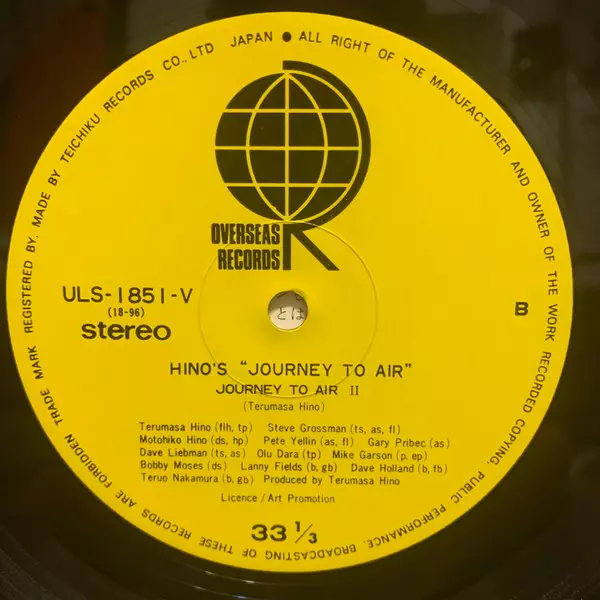 TRADE MARK REGISTERED BY. MADE BY TEICHIKU RECORDS CO., LTD JAPAN ● ALL RIGHT OF THE MANUFACTURER AND OWNER OF THE WORK RECORDED COPYING, PUBLIC PERFORMANCE. BROADCASTING OF THESE RECORDS ARE FORBIDDEN
OVERSEAS
RECORDS
ULS-1851-V
(18-96)
stereo
B
とは
HINO'S "JOURNEY TO AIR"
JOURNEY TO AIR II
(Terumasa Hino)
Terumasa Hino (flh, tp) Steve Grossman (ts, as, fl)
Motohiko Hino (ds, hp) Pete Yellin (as, fl) Gary Pribec (as)
Dave Liebman (ts, as) Olu Dara (tp) Mike Garson (p, ep)
Bobby Moses (ds) Lanny Fields (b, gb) Dave Holland (b, fb)
Teruo Nakamura (b, gb) Produced by Terumasa Hino
Licence/Art Promotion
33 1/3